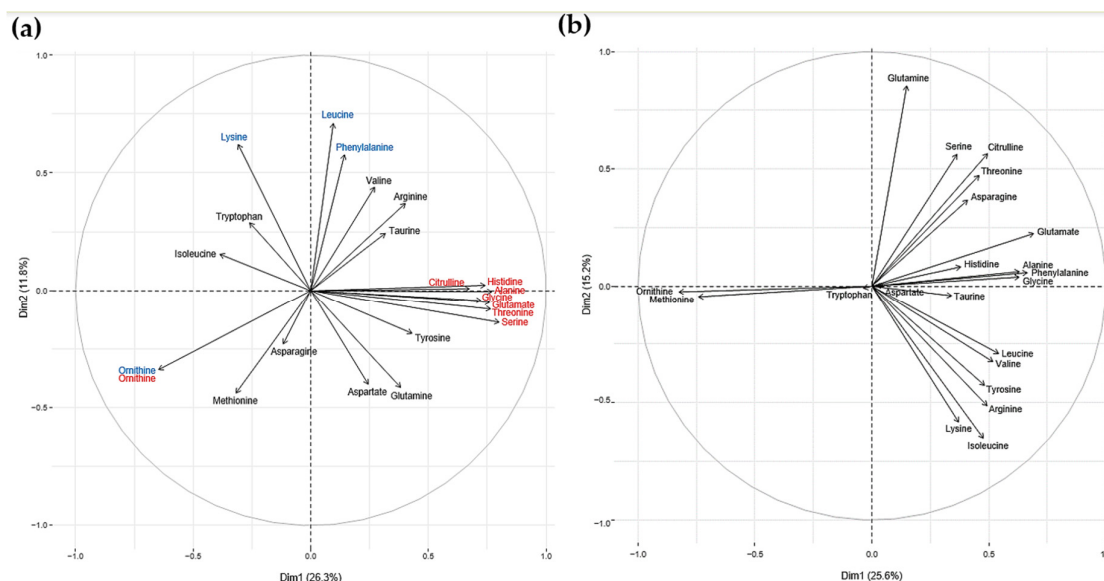 (a)
1.0
Leucine
Lysine
Phenylalanine
0.5
Valine
Arginine
Tryptophan
Taurine
Isoleucine
Citrulline
Histidine
Alanine
Glycine
Glutamate
Threonine
Serine
0.0
Tyrosine
Asparagine
Ornithine
Ornithine
Aspartate
Glutamine
Methionine
-0.5
-1.0
-1.0
-0.5
0.0
0.5
1.0
Dim2 (11.8%)
Dim1 (26.3%)
(b)
1.0
Glutamine
Serine
Citrulline
0.5
Threonine
Asparagine
Glutamate
Histidine
Alanine
Phenylalanine
Glycine
0.0
Ornithine
Methionine
Tryptophan
Aspartate
Taurine
Leucine
Valine
Tyrosine
-0.5
Arginine
Lysine
Isoleucine
-1.0
-1.0
-0.5
0.0
0.5
1.0
Dim2 (15.2%)
Dim1 (25.6%)